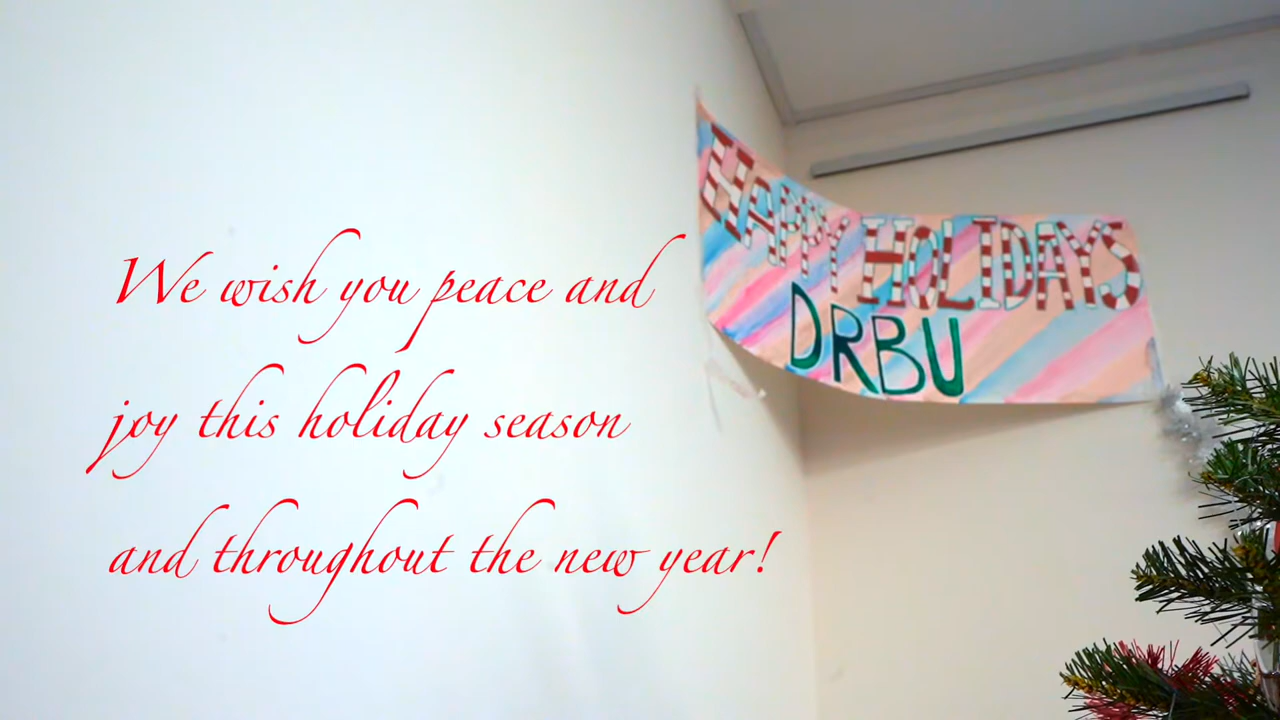 We wish you peace and
joy this holiday season
and throughout the new year!
HAPPY HOLIDAYS
DRBU